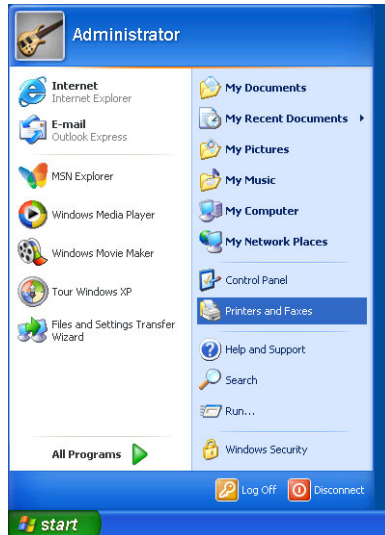 Administrator
Internet
Internet Explorer
E-mail
Outlook Express
MSN Explorer
Windows Media Player
Windows Movie Maker
Tour Windows XP
Files and Settings Transfer
Wizard
All Programs
My Documents
My Recent Documents
My Pictures
My Music
My Computer
My Network Places
Control Panel
Printers and Faxes
Help and Support
Search
Run...
Windows Security
Log Off
Disconnect
start